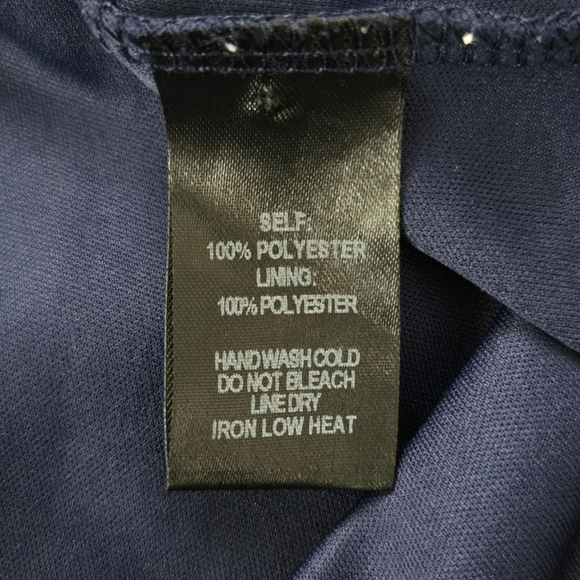 SELF:
100% POLYESTER
LINING:
100% POLYESTER
HAND WASH COLD
DO NOT BLEACH
LINE DRY
IRON LOW HEAT